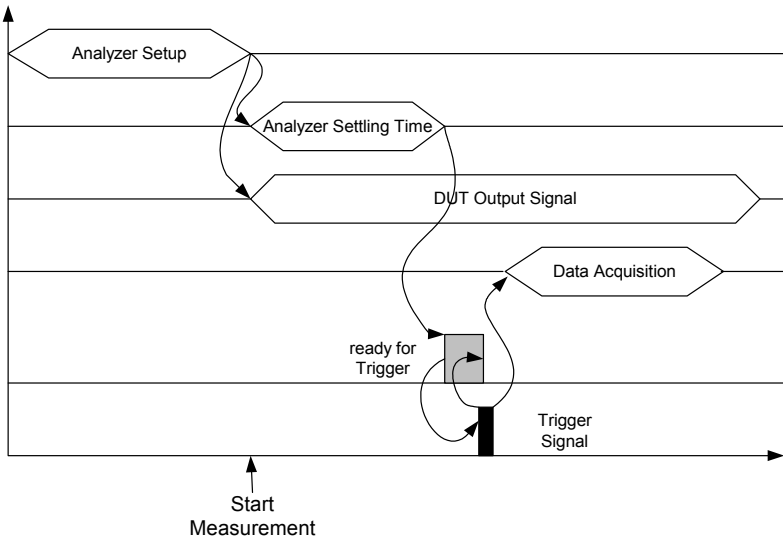 Analyzer Setup
Analyzer Settling Time
DUT Output Signal
Data Acquisition
ready for
Trigger
Trigger
Signal
Start
Measurement